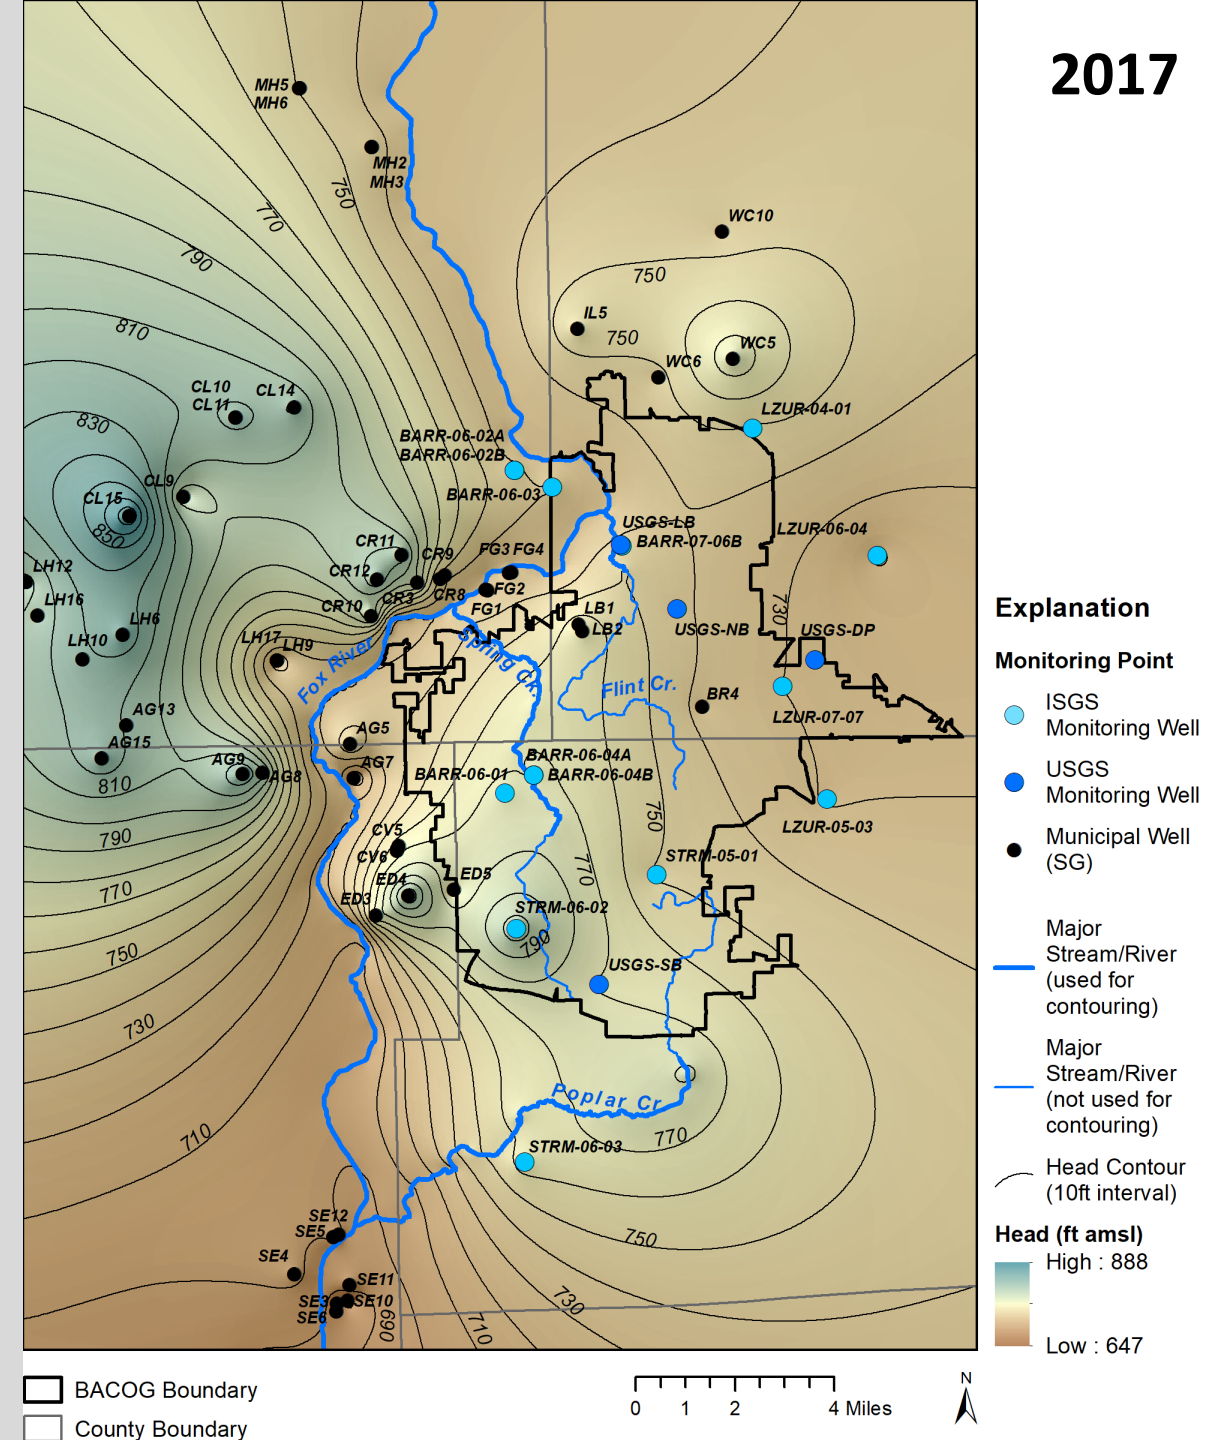 2017
MH5
MH6
MH2
MH3
750
770
790
WC10
750
810
IL5
750
WC5
WC6
CL10
CL11
CL14
LZUR-04-01
830
BARR-06-02A
BARR-06-02B
CL9
CL15
BARR-06-03
850
USGS-LB
BARR-07-06B
LZUR-06-04
CR11
CR9
FG3 FG4
LH12
CR12
CR3
CR8
FG2
LH16
CR10
FG1
LB1
LB2
730
USGS-NB
USGS-DP
LH6
LH10
LH17
LH9
Fox River
Spring Cr.
Flint Cr.
BR4
LZUR-07-07
AG13
AG5
AG15
AG9
AG8
AG7
BARR-06-04A
BARR-06-04B
BARR-06-01
810
790
LZUR-05-03
750
CV5
CV6
STRM-05-01
770
770
ED4
ED5
ED3
STRM-06-02
790
750
USGS-SB
730
Poplar Cr
710
770
STRM-06-03
SE12
SE5
750
SE4
SE11
SE3
SE10
SE6
690
710
730
Explanation
Monitoring Point
ISGS
Monitoring Well
USGS
Monitoring Well
Municipal Well
(SG)
Major
Stream/River
(used for
contouring)
Major
Stream/River
(not used for
contouring)
Head Contour
(10ft interval)
Head (ft amsl)
High : 888
Low : 647
BACOG Boundary
County Boundary
0 1 2 4 Miles
N